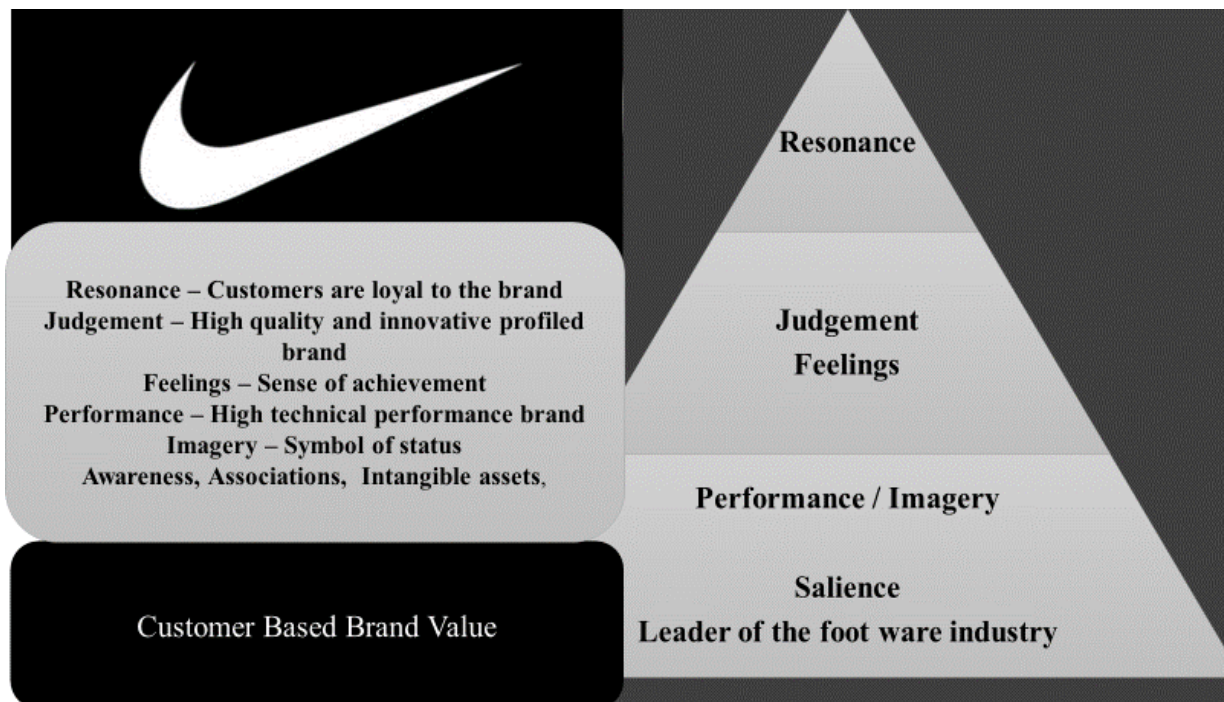 Resonance – Customers are loyal to the brand
Judgement – High quality and innovative profiled
brand
Feelings – Sense of achievement
Performance – High technical performance brand
Imagery – Symbol of status
Awareness, Associations,  Intangible assets,
Customer Based Brand Value
Resonance
Judgement
Feelings
Performance / Imagery
Salience
Leader of the foot ware industry